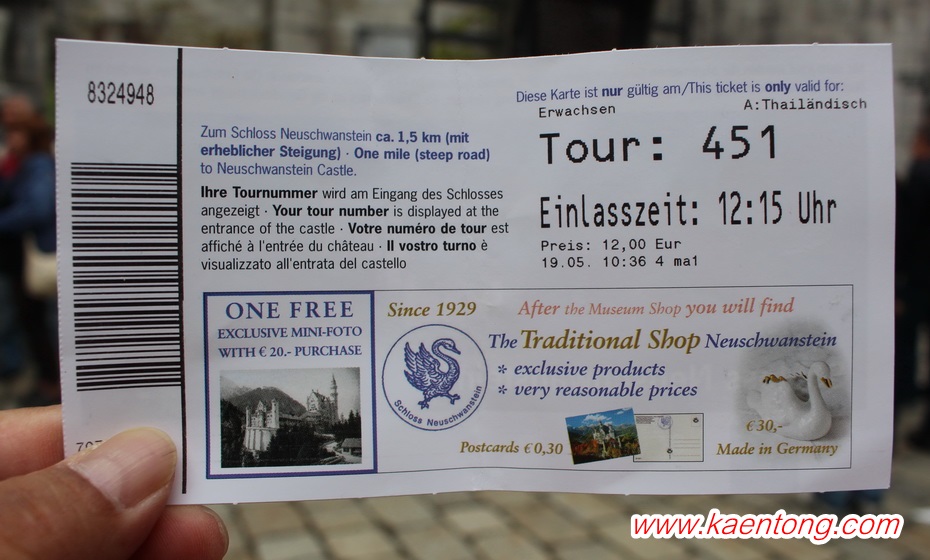 8324948
Diese Karte ist nur gültig am/This ticket is only valid for:
Erwachsen A:Thailändisch
Tour: 451
Einlasszeit: 12:15 Uhr
Preis: 12,00 Eur
19.05. 10:36 4 mal
Zum Schloss Neuschwanstein ca. 1,5 km (mit
erheblicher Steigung) · One mile (steep road)
to Neuschwanstein Castle.
Ihre Tournummer wird am Eingang des Schlosses
angezeigt · Your tour number is displayed at the
entrance of the castle · Votre numéro de tour est
affiché à l'entrée du château · Il vostro turno è
visualizzato all'entrata del castello
ONE FREE
EXCLUSIVE MINI-FOTO
WITH € 20.- PURCHASE
Since 1929
After the Museum Shop you will find
The Traditional Shop Neuschwanstein
* exclusive products
* very reasonable prices
Schloss Neuschwanstein
Postcards € 0,30
€ 30,-
Made in Germany
www.kaentong.com